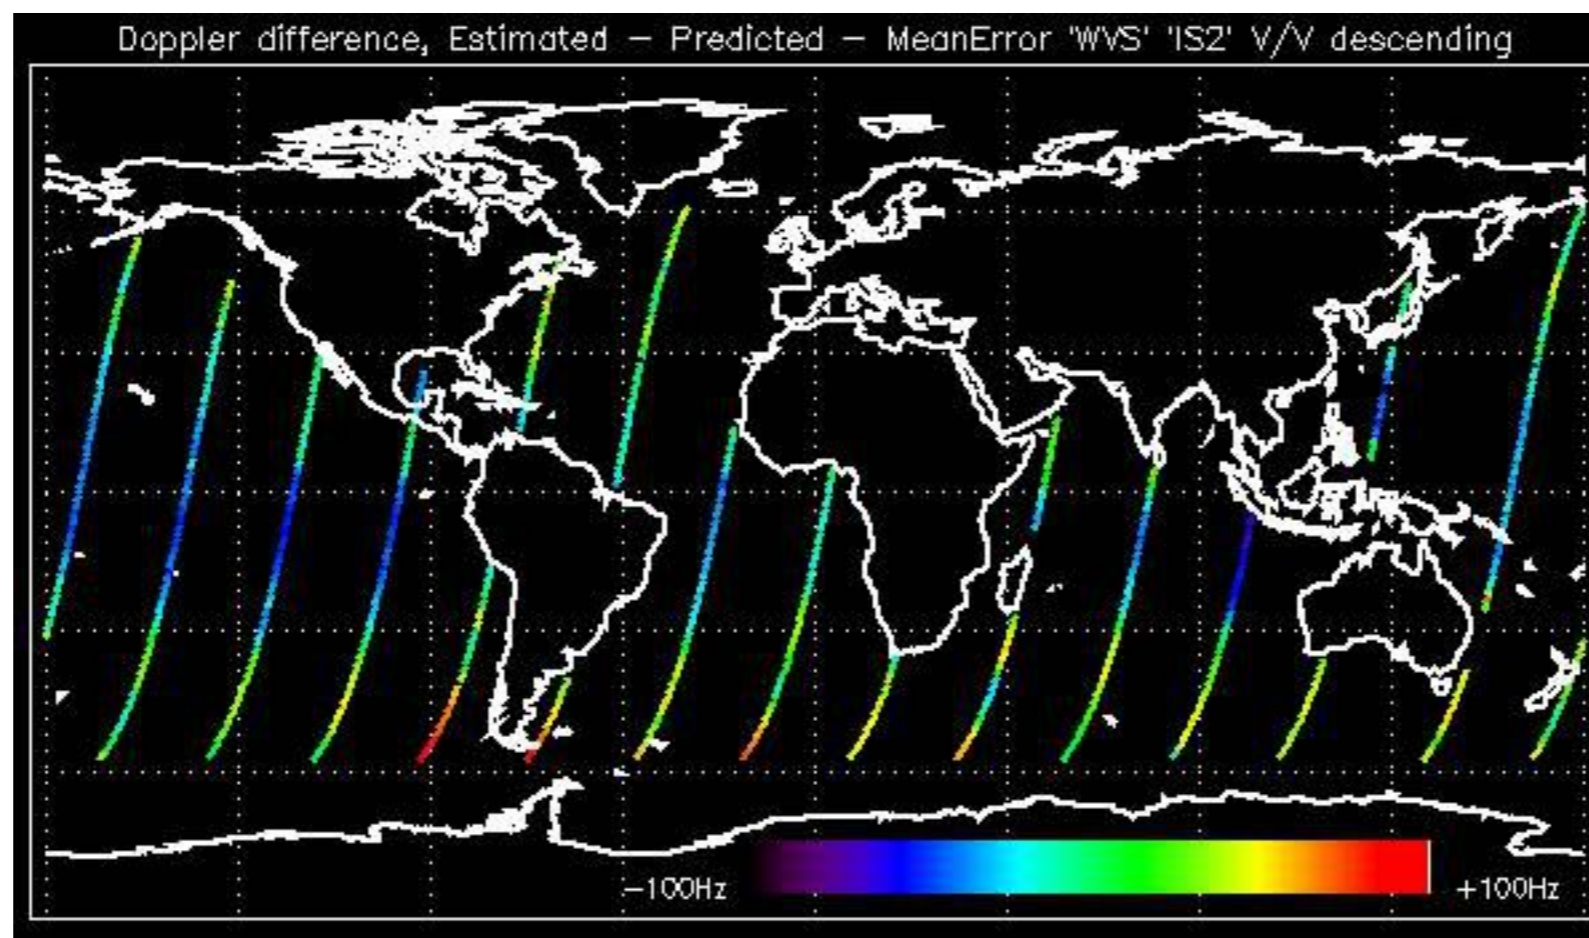 Doppler difference, Estimated — Predicted — MeanError 'WVS' 'IS2' V/V descending
−100Hz
+100Hz